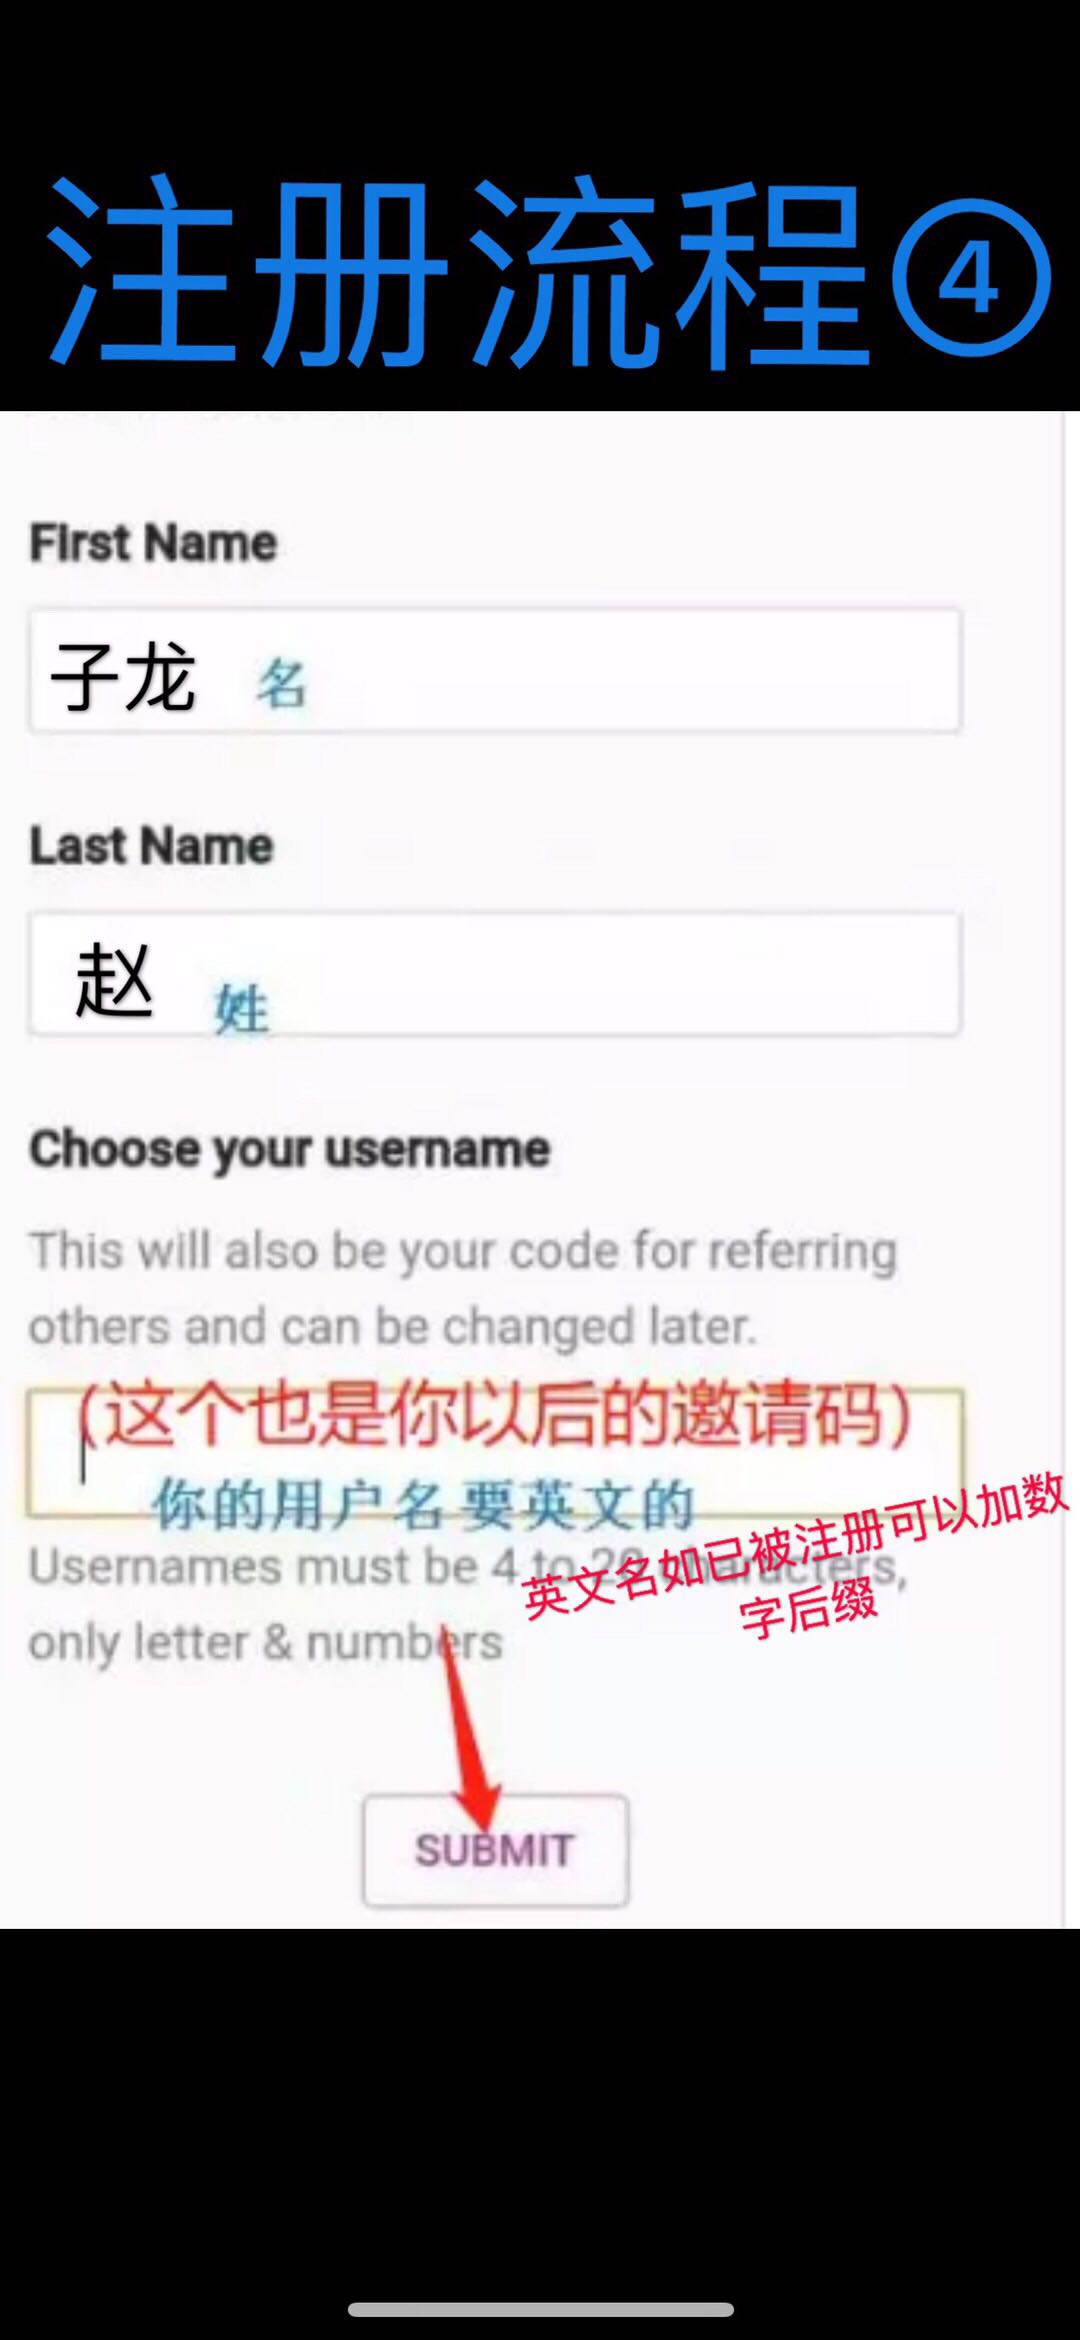 注册流程④
First Name
子龙 名
Last Name
赵 姓
Choose your username
This will also be your code for referring
others and can be changed later.
(这个也是你以后的邀请码)
你的用户名要英文的
Usernames must be 4 to 20 characters,
英文名如已被注册可以加数
字后缀
only letter & numbers
SUBMIT